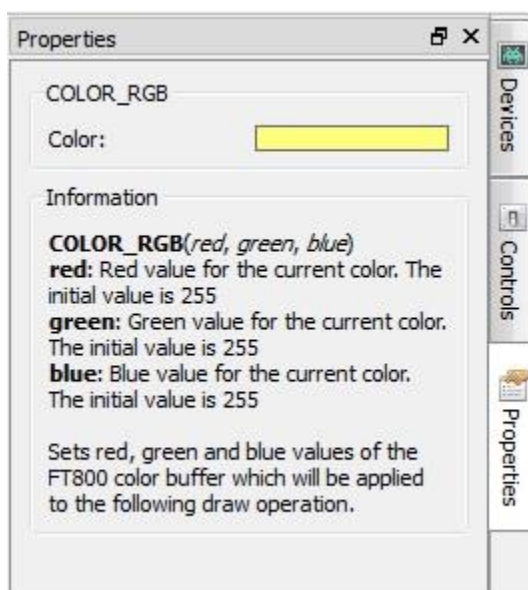 Properties
COLOR_RGB
Color:
Information
COLOR_RGB(red, green, blue)
red: Red value for the current color. The
initial value is 255
green: Green value for the current color.
The initial value is 255
blue: Blue value for the current color.
The initial value is 255
Sets red, green and blue values of the
FT800 color buffer which will be applied
to the following draw operation.
Devices
Controls
Properties